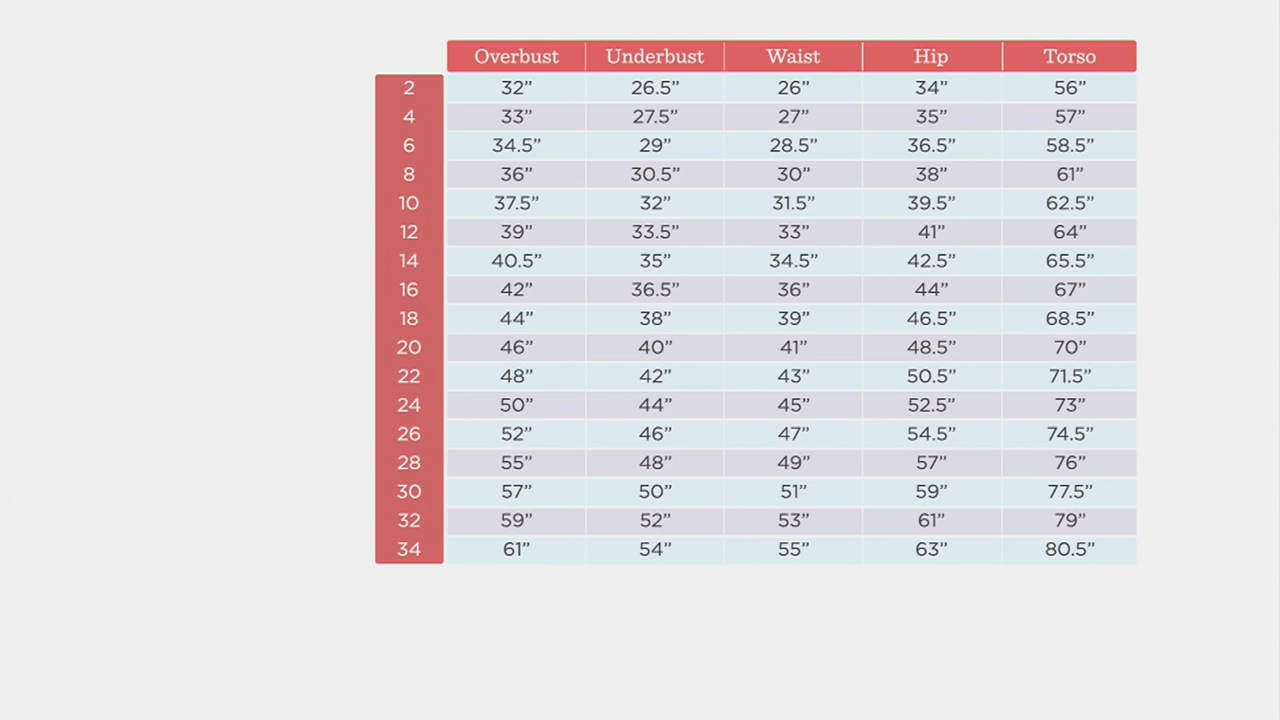 Overbust Underbust Waist Hip Torso
2 32” 26.5” 26” 34” 56”
4 33” 27.5” 27” 35” 57”
6 34.5” 29” 28.5” 36.5” 58.5”
8 36” 30.5” 30” 38” 61”
10 37.5” 32” 31.5” 39.5” 62.5”
12 39” 33.5” 33” 41” 64”
14 40.5” 35” 34.5” 42.5” 65.5”
16 42” 36.5” 36” 44” 67”
18 44” 38” 39” 46.5” 68.5”
20 46” 40” 41” 48.5” 70”
22 48” 42” 43” 50.5” 71.5”
24 50” 44” 45” 52.5” 73”
26 52” 46” 47” 54.5” 74.5”
28 55” 48” 49” 57” 76”
30 57” 50” 51” 59” 77.5”
32 59” 52” 53” 61” 79”
34 61” 54” 55” 63” 80.5”